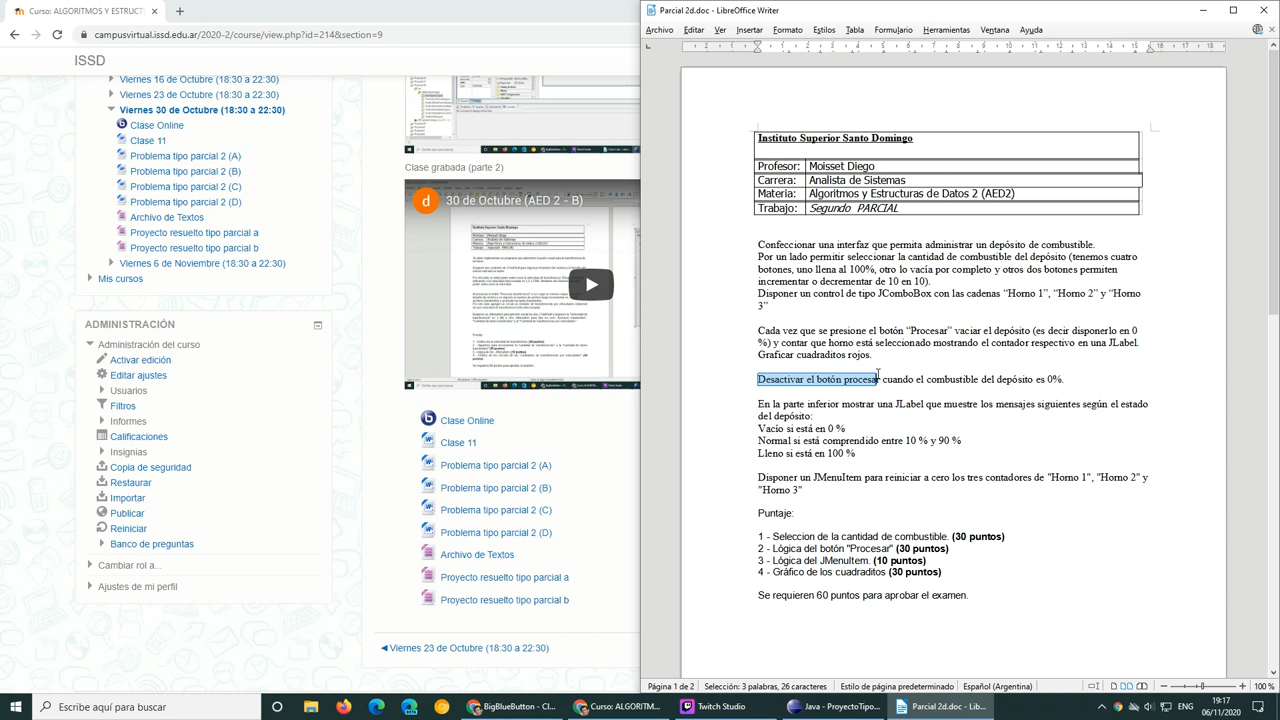 Curso: ALGORITMOS Y ESTRUCT
campusvirtual.issd.edu.ar/2020-2/course/view.php?id=214&section=9
ISSD
Viernes 16 de Octubre (18:30 a 22:30)
Viernes 23 de Octubre (18:30 a 22:30)
Viernes 30 de Octubre (18:30 a 22:30)
Clase Online
Clase 11
Problema tipo parcial 2 (A)
Problema tipo parcial 2 (B)
Problema tipo parcial 2 (C)
Problema tipo parcial 2 (D)
Archivo de Textos
Proyecto resuelto tipo parcial a
Proyecto resuelto tipo parcial b
Viernes 6 de Noviembre (18:30 a 22:30)
Mis cursos
ADMINISTRACIÓN
Administración del curso
Activar edición
Editar ajustes
Usuarios
Filtros
Informes
Calificaciones
Insignias
Copia de seguridad
Restaurar
Importar
Publicar
Reiniciar
Banco de preguntas
Cambiar rol a...
Ajustes de mi perfil
Clase grabada (parte 2)
d
30 de Octubre (AED 2 - B)
Clase Online
Clase 11
Problema tipo parcial 2 (A)
Problema tipo parcial 2 (B)
Problema tipo parcial 2 (C)
Problema tipo parcial 2 (D)
Archivo de Textos
Proyecto resuelto tipo parcial a
Proyecto resuelto tipo parcial b
Viernes 23 de Octubre (18:30 a 22:30)
Parcial 2d.doc - LibreOffice Writer
Archivo Editar Ver Insertar Formato Estilos Tabla Formulario Herramientas Ventana Ayuda
Instituto Superior Santo Domingo
Profesor: Moisset Diego
Carrera: Analista de Sistemas
Materia: Algoritmos y Estructuras de Datos 2 (AED2)
Trabajo: Segundo PARCIAL
Confeccionar una interfaz que permita administrar un depósito de combustible.
Por un lado permitir seleccionar la cantidad de combustible del depósito (tenemos cuatro
botones, uno llena al 100%, otro lo vacía por completo y otros dos botones permiten
incrementar o decrementar de 10 en 10).
Disponer un control de tipo JComboBox con las cadenas "Horno 1", "Horno 2" y "Horno
3"
Cada vez que se presione el botón "Procesar" vaciar el depósito (es decir disponerlo en 0
%) y contar que horno está seleccionado mostrando el contador respectivo en una JLabel.
Graficar cuadraditos rojos.
Desactivar el botón procesar cuando el combustible del depósito es 0%.
En la parte inferior mostrar una JLabel que muestre los mensajes siguientes según el estado
del depósito:
Vacío si está en 0 %
Normal si está comprendido entre 10 % y 90 %
Lleno si está en 100 %
Disponer un JMenuItem para reiniciar a cero los tres contadores de "Horno 1", "Horno 2" y
"Horno 3"
Puntaje:
1 - Seleccion de la cantidad de combustible. (30 puntos)
2 - Lógica del botón "Procesar" (30 puntos)
3 - Lógica del JMenuItem. (10 puntos)
4 - Gráfico de los cuadraditos (30 puntos)
Se requieren 60 puntos para aprobar el examen.
Página 1 de 2 Selección: 3 palabras, 26 caracteres Estilo de página predeterminado Español (Argentina) 100 %
Escribe aquí para buscar
BigBlueButton - Cl...
Curso: ALGORITM...
Twitch Studio
Java - ProyectoTipo...
Parcial 2d.doc - Lib...
ENG
19:17
06/11/2020